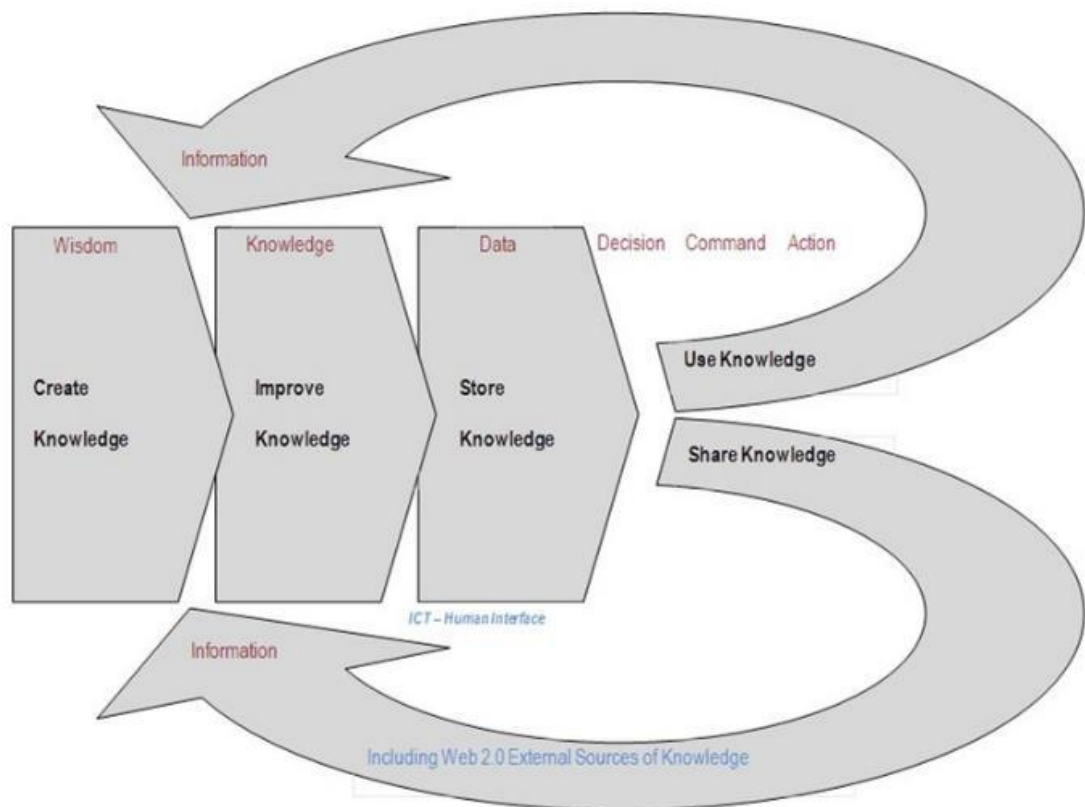 Information
Wisdom
Knowledge
Data
Decision Command Action
Use Knowledge
Create
Knowledge
Improve
Knowledge
Store
Knowledge
Share Knowledge
ICT – Human Interface
Information
Including Web 2.0 External Sources of Knowledge